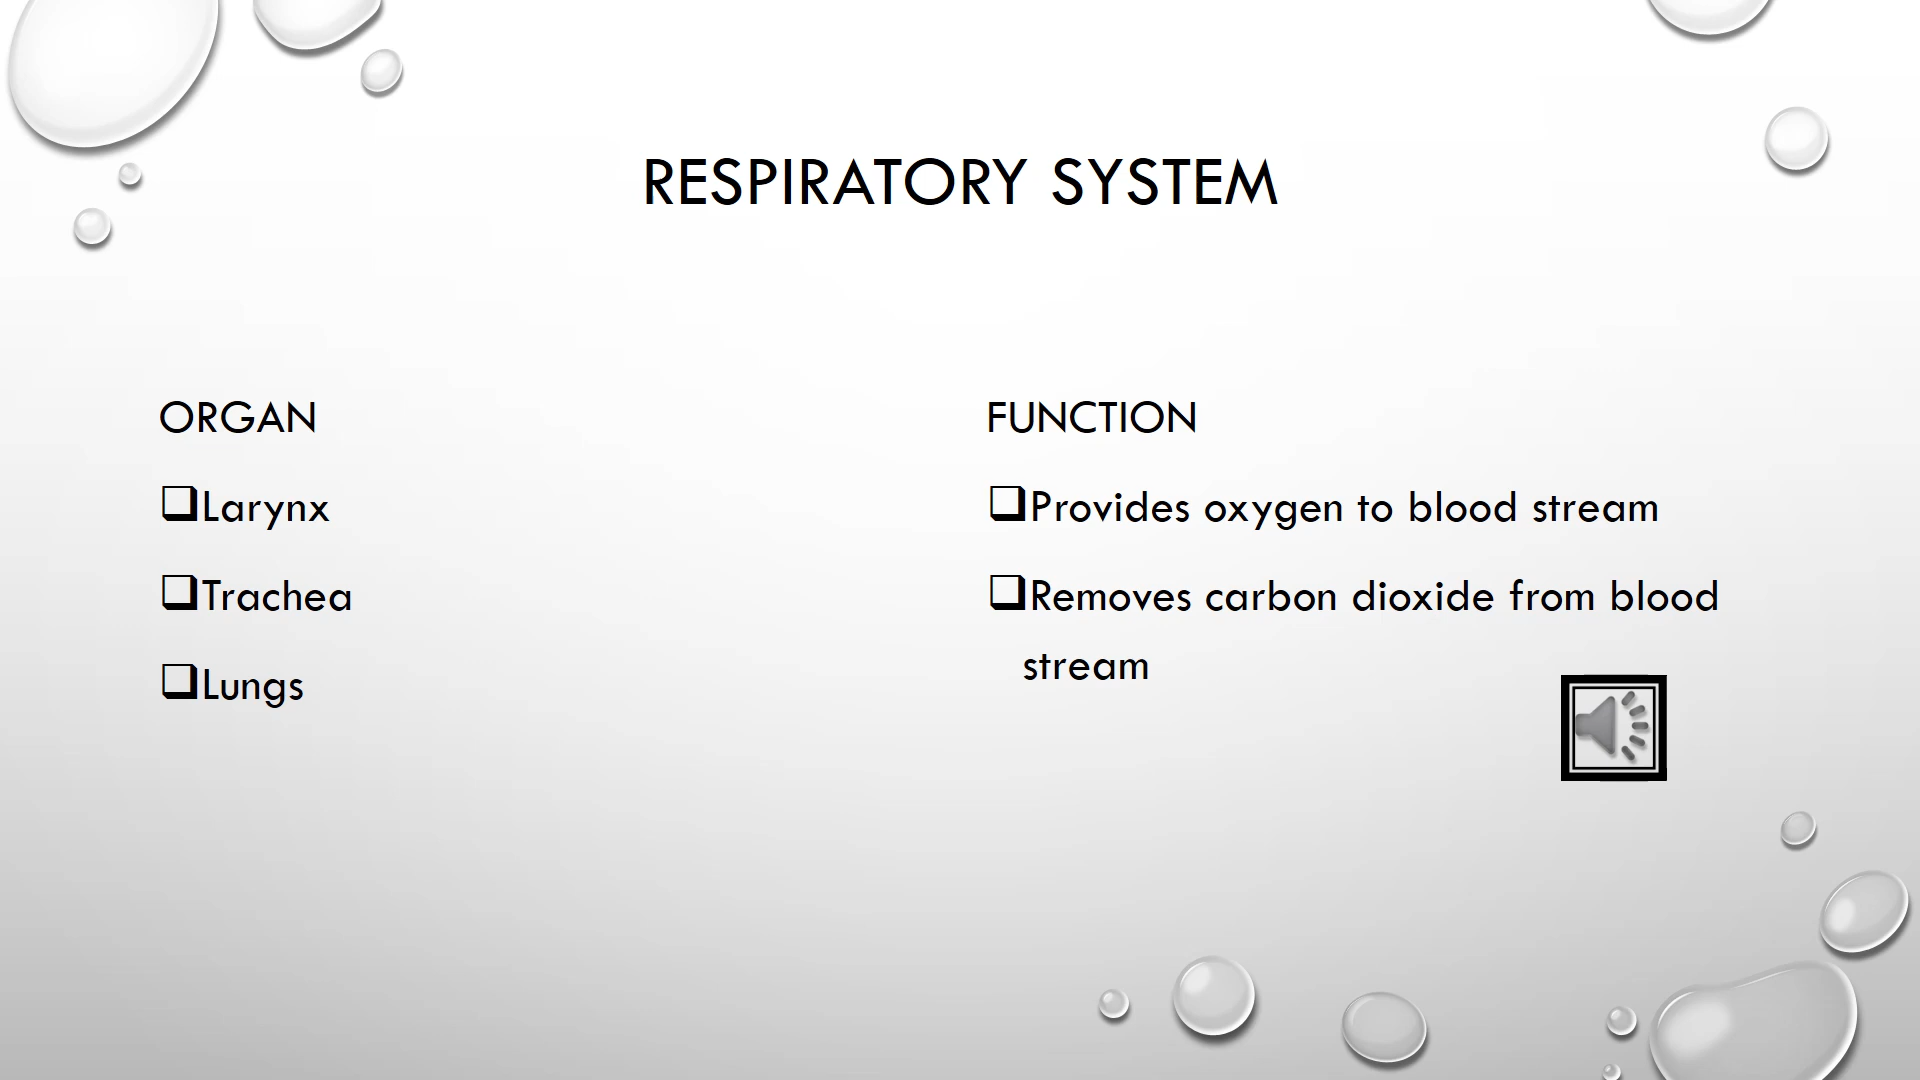 RESPIRATORY SYSTEM
ORGAN
❑Larynx
❑Trachea
❑Lungs
FUNCTION
❑Provides oxygen to blood stream
❑Removes carbon dioxide from blood
stream